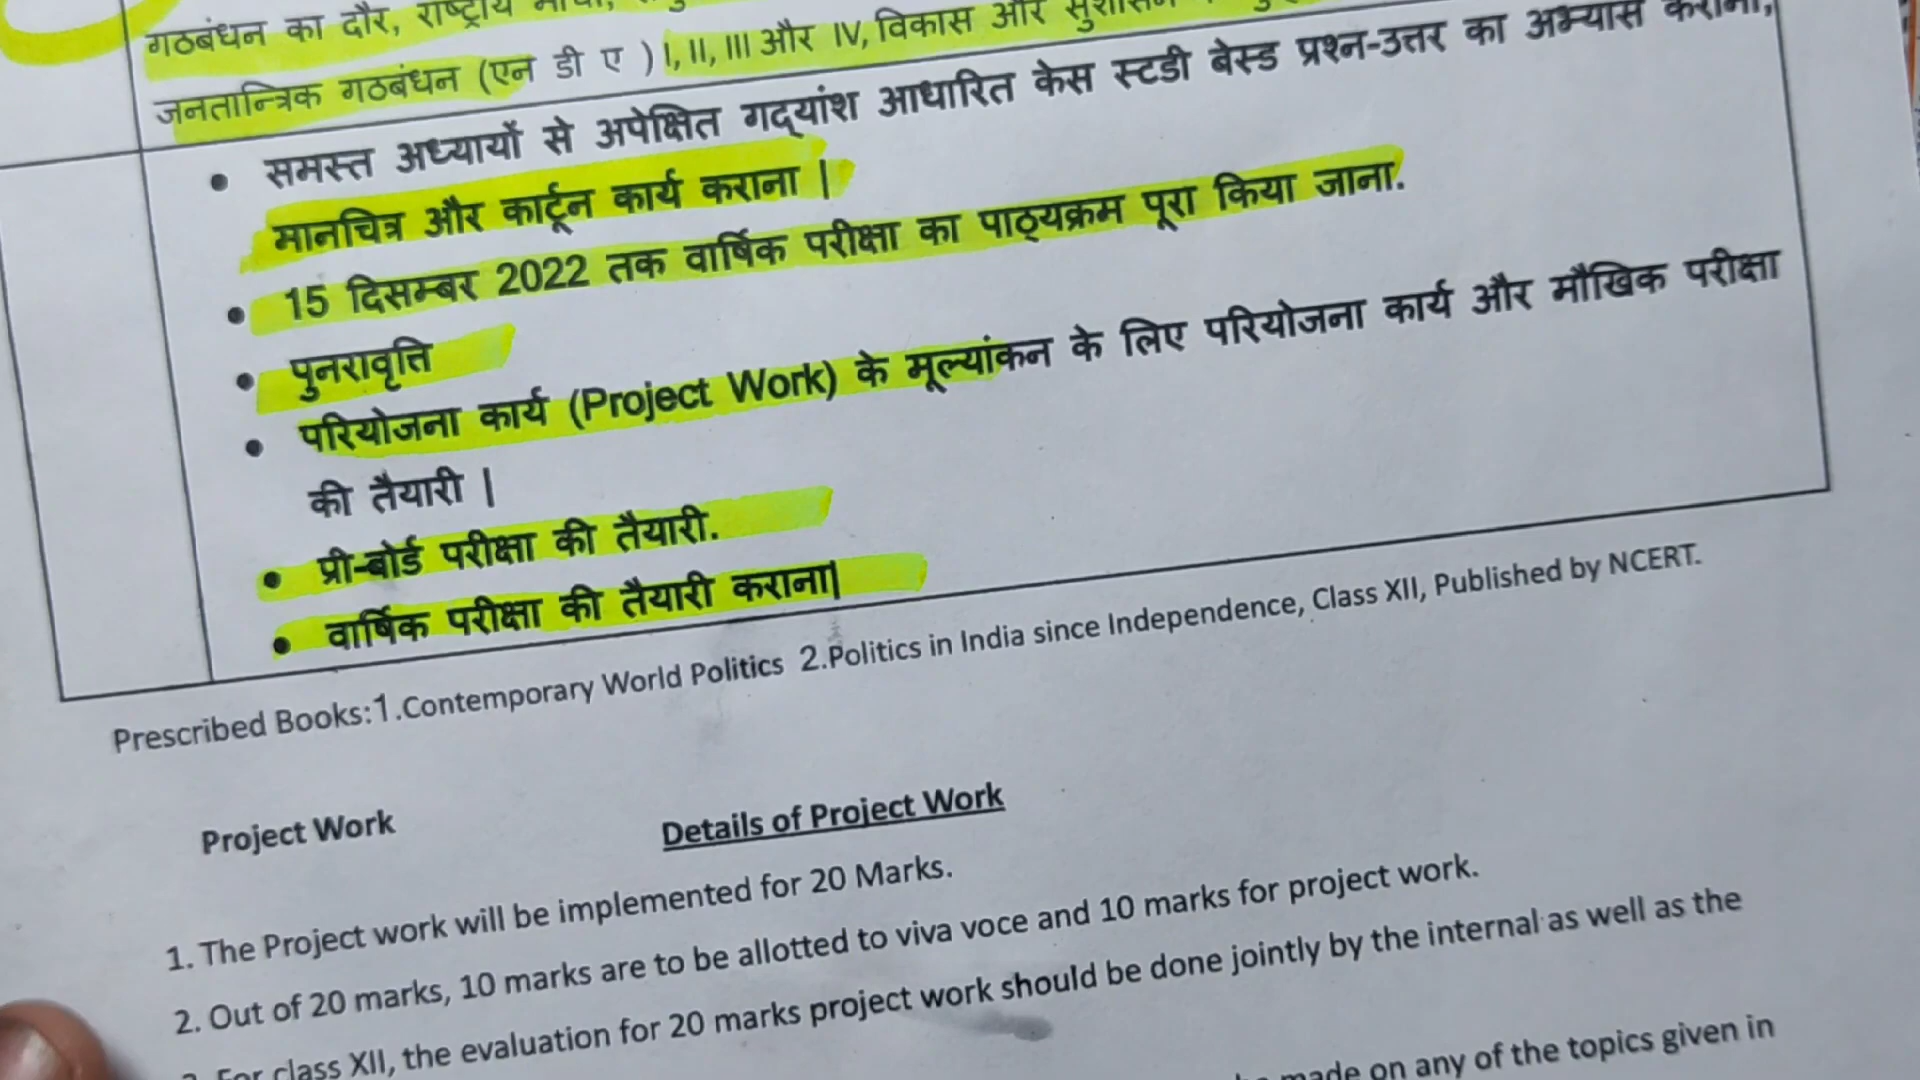 गठबंधन का दौर, राष्ट्रीय
जनतान्त्रिक गठबंधन (एन डी ए ) I, II, III और IV, विकास और
• समस्त अध्यायों से अपेक्षित गद्यांश आधारित केस स्टडी बेस्ड प्रश्न-उत्तर का अभ्यास कराना,
मानचित्र और कार्टून कार्य कराना |
• 15 दिसम्बर 2022 तक वार्षिक परीक्षा का पाठ्यक्रम पूरा किया जाना.
• पुनरावृत्ति
• परियोजना कार्य (Project Work) के मूल्यांकन के लिए परियोजना कार्य और मौखिक परीक्षा
की तैयारी |
• प्री-बोर्ड परीक्षा की तैयारी.
• वार्षिक परीक्षा की तैयारी कराना|
Prescribed Books:1.Contemporary World Politics 2.Politics in India since Independence, Class XII, Published by NCERT.
Project Work
Details of Project Work
1. The Project work will be implemented for 20 Marks.
2. Out of 20 marks, 10 marks are to be allotted to viva voce and 10 marks for project work.
3. For class XII, the evaluation for 20 marks project work should be done jointly by the internal as well as the
made on any of the topics given in